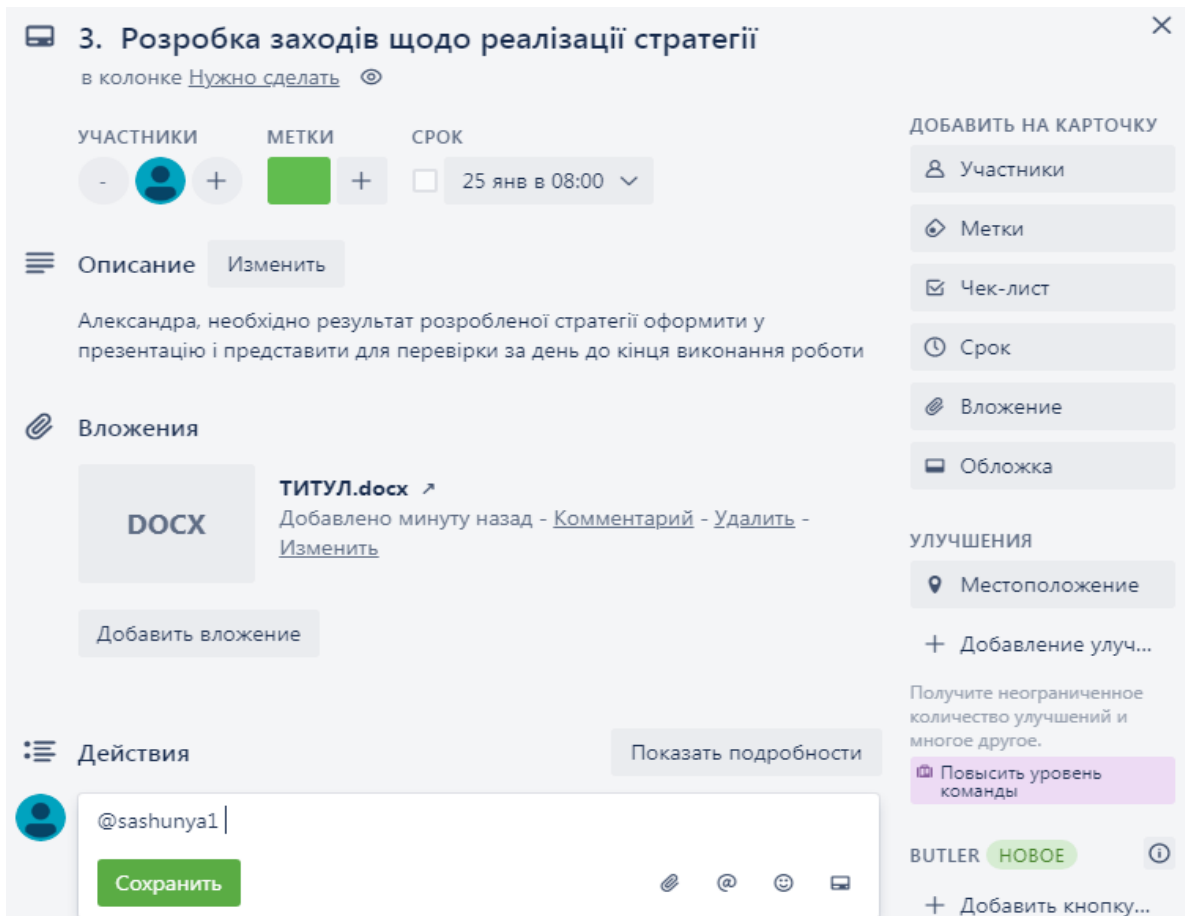 3. Розробка заходів щодо реалізації стратегії
в колонке Нужно сделать
УЧАСТНИКИ
МЕТКИ
СРОК
-
+
+
25 янв в 08:00
Описание
Изменить
Александра, необхідно результат розробленої стратегії оформити у
презентацію і представити для перевірки за день до кінця виконання роботи
Вложения
DOCX
ТИТУЛ.docx ↗
Добавлено минуту назад - Комментарий - Удалить -
Изменить
Добавить вложение
Действия
Показать подробности
@sashunya1
Сохранить
@
ДОБАВИТЬ НА КАРТОЧКУ
Участники
Метки
Чек-лист
Срок
Вложение
Обложка
УЛУЧШЕНИЯ
Местоположение
+ Добавление улуч...
Получите неограниченное
количество улучшений и
многое другое.
Повысить уровень
команды
BUTLER НОВОЕ
+ Добавить кнопку...